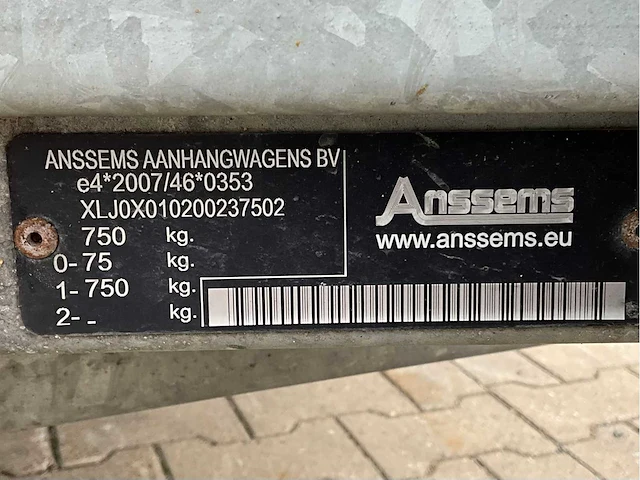 ANSSEMS AANHANGWAGENS BV
e4*2007/46*0353
XLJ0X010200237502
750 kg.
0- 75 kg.
1- 750 kg.
2- - kg.
Anssems
www.anssems.eu